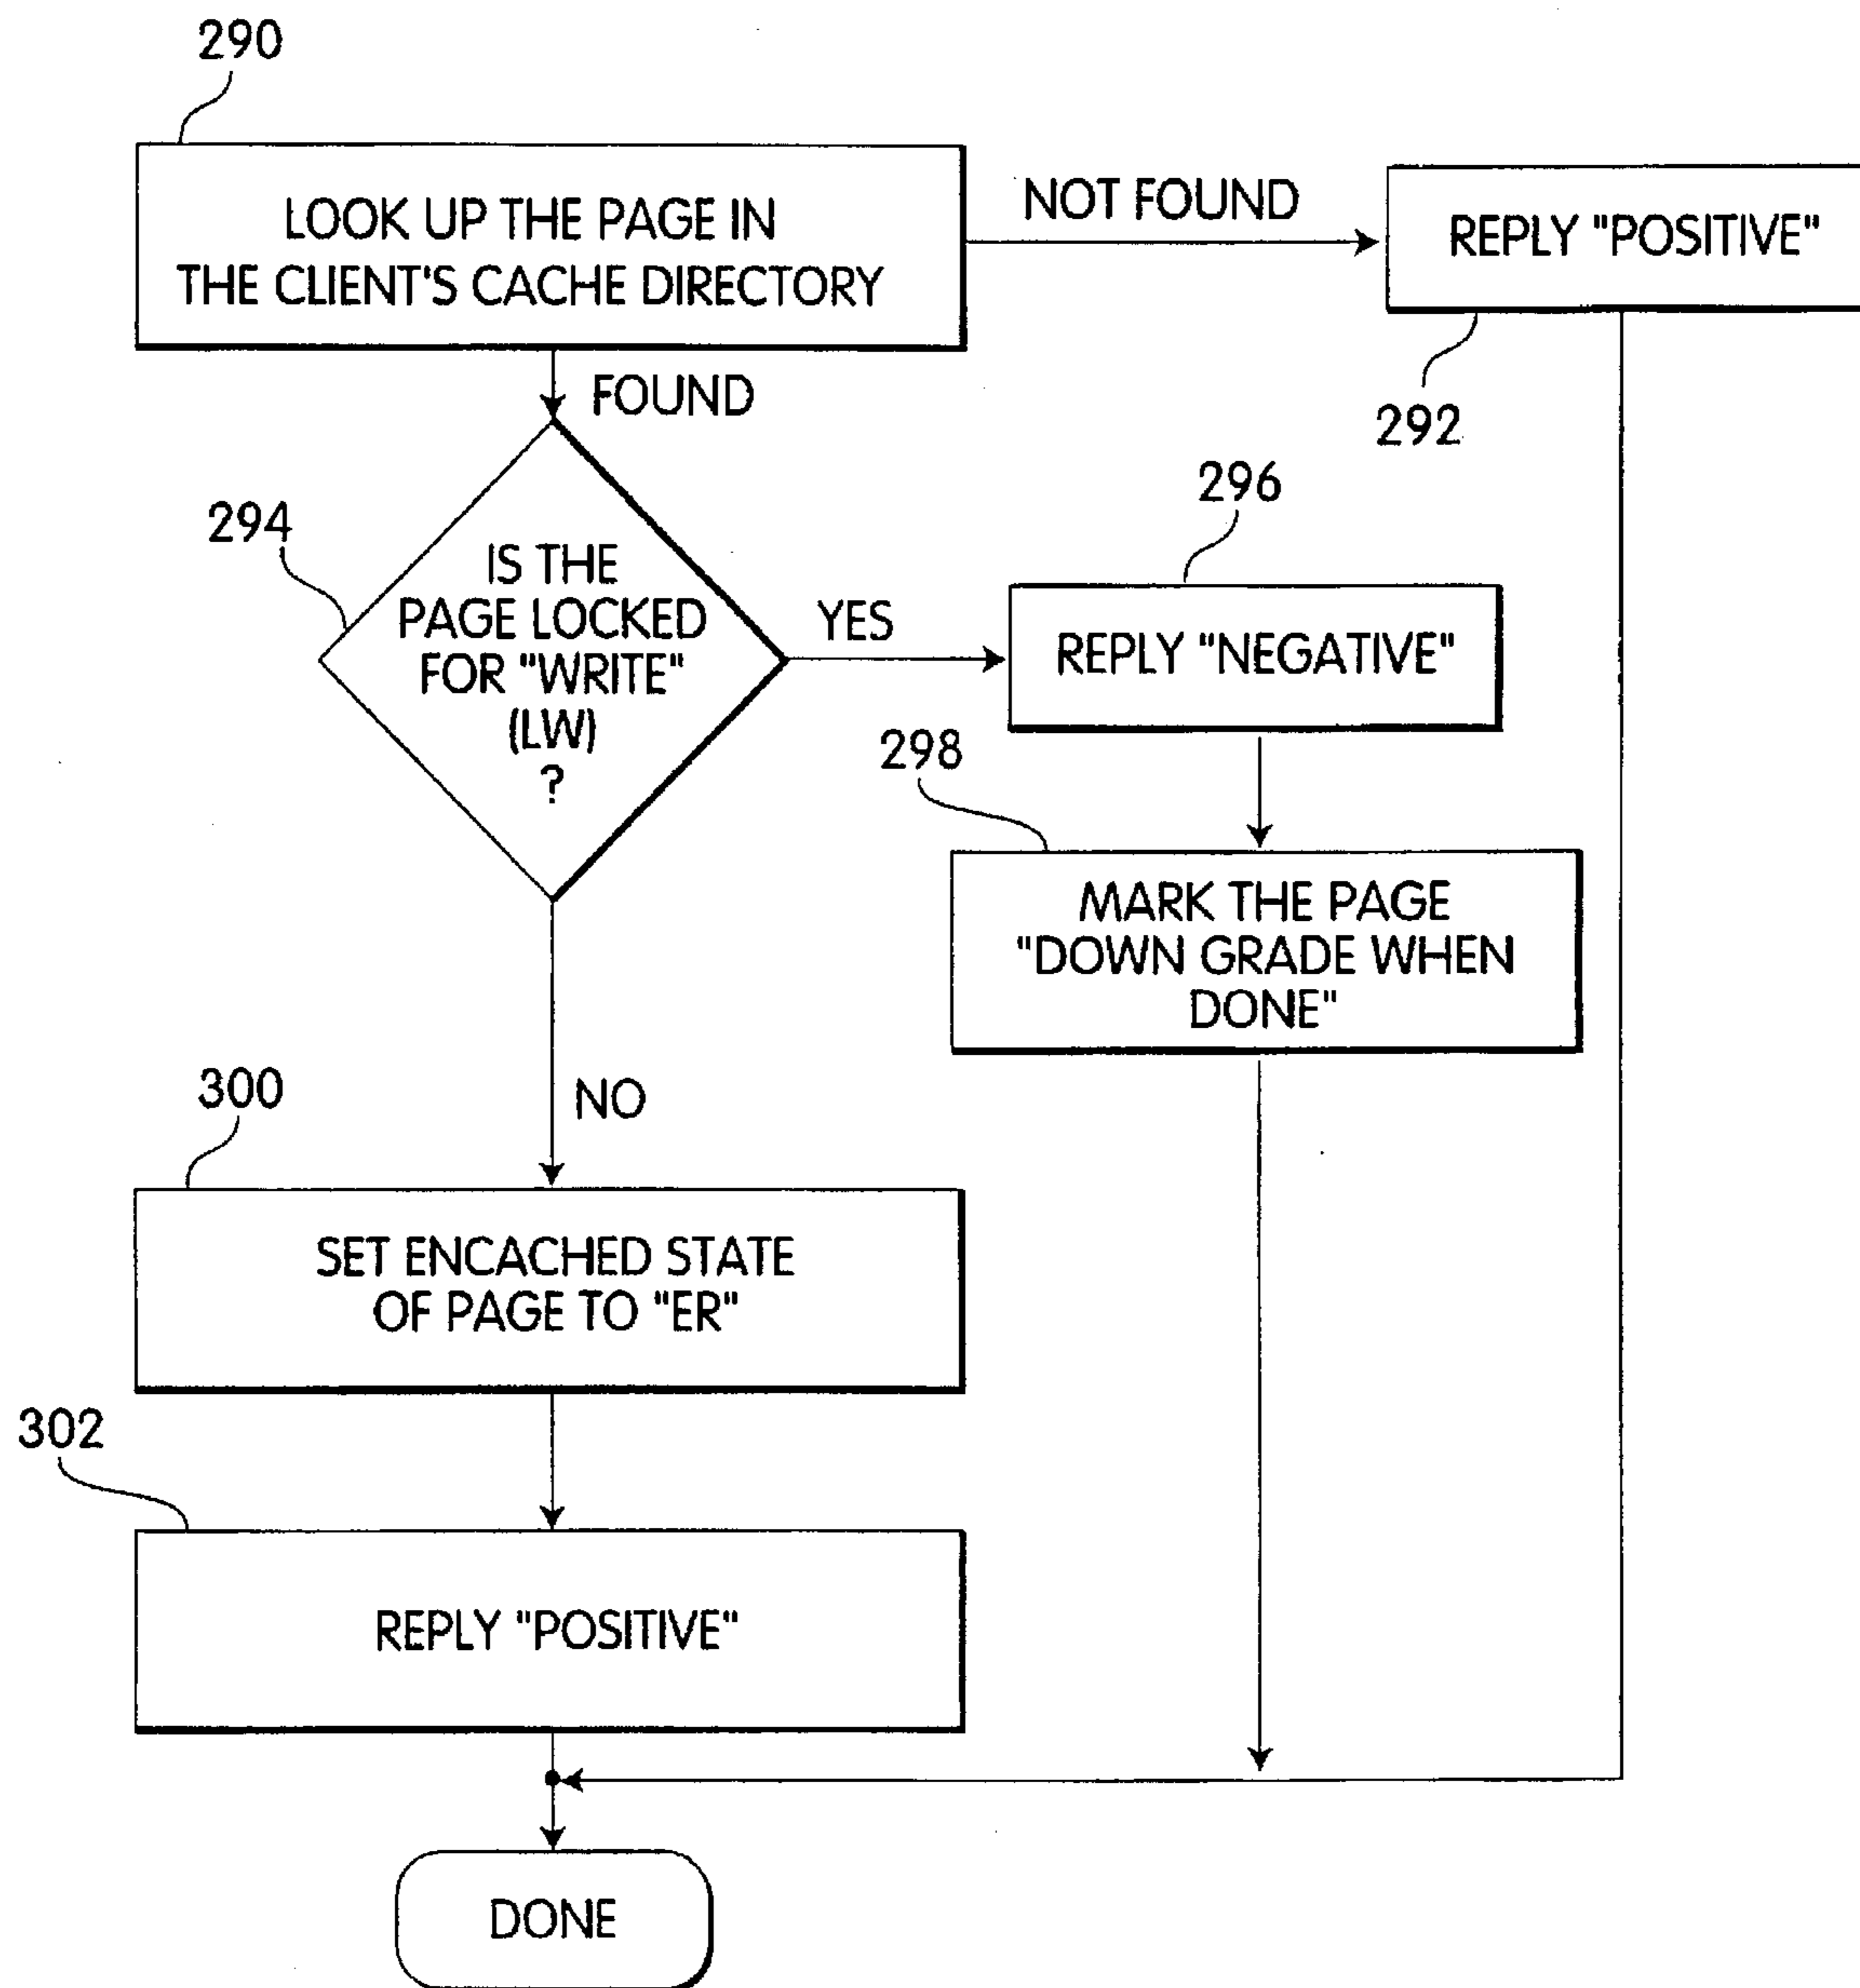 290
LOOK UP THE PAGE IN
THE CLIENT'S CACHE DIRECTORY
NOT FOUND
REPLY "POSITIVE"
292
FOUND
294
IS THE
PAGE LOCKED
FOR "WRITE"
(LW)
?
YES
296
REPLY "NEGATIVE"
298
MARK THE PAGE
"DOWN GRADE WHEN
DONE"
NO
300
SET ENCACHED STATE
OF PAGE TO "ER"
302
REPLY "POSITIVE"
DONE